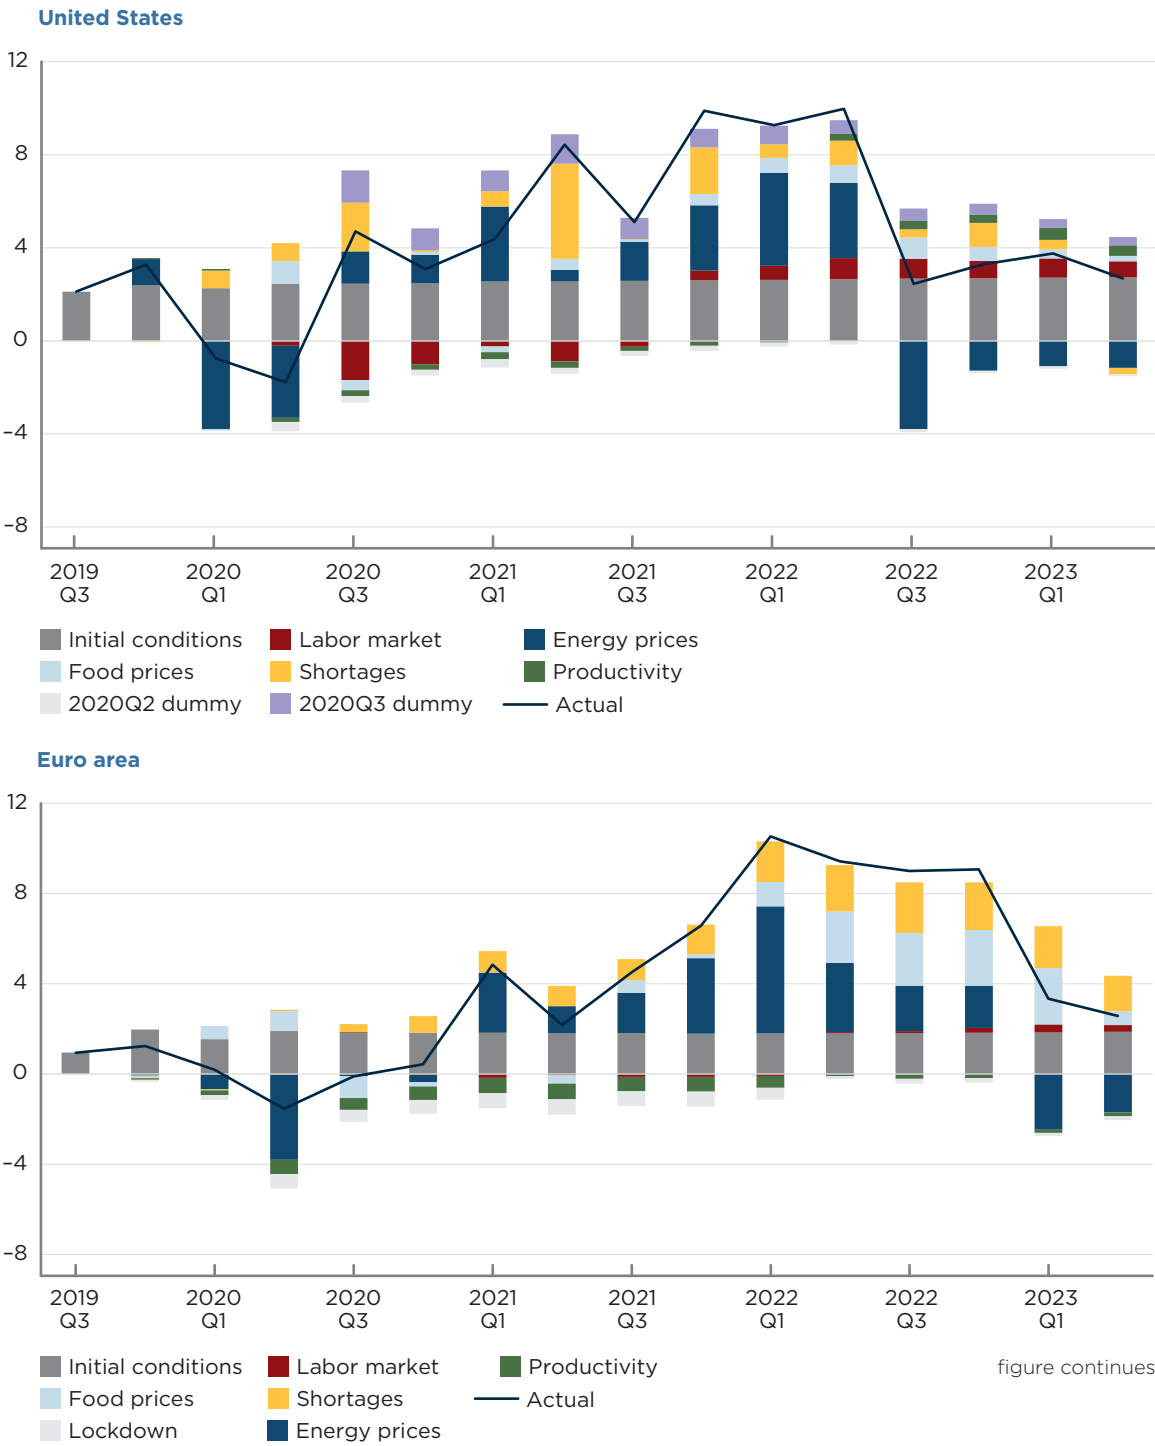 United States
12
8
4
0
–4
–8
2019 2020 2020 2021 2021 2022 2022 2023
Q3 Q1 Q3 Q1 Q3 Q1 Q3 Q1
Initial conditions Labor market Energy prices
Food prices Shortages Productivity
2020Q2 dummy 2020Q3 dummy Actual
Euro area
12
8
4
0
–4
–8
2019 2020 2020 2021 2021 2022 2022 2023
Q3 Q1 Q3 Q1 Q3 Q1 Q3 Q1
Initial conditions Labor market Productivity figure continues
Food prices Shortages Actual
Lockdown Energy prices